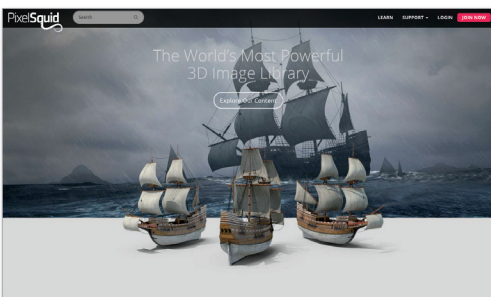 PixelSquid
Search
LEARN SUPPORT LOGIN JOIN NOW
The World's Most Powerful
3D Image Library
Explore Our Content